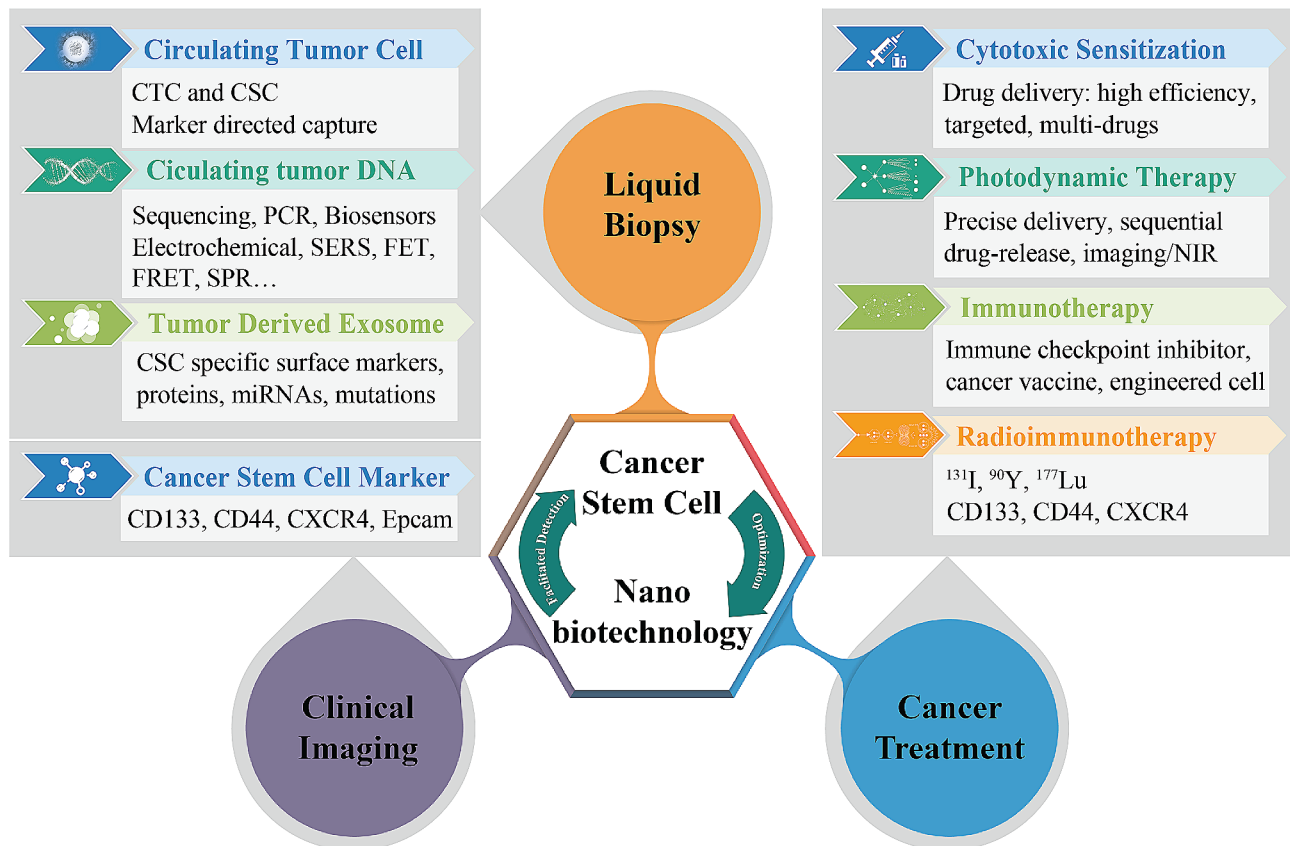 Circulating Tumor Cell
CTC and CSC
Marker directed capture
Ciculating tumor DNA
Sequencing, PCR, Biosensors
Electrochemical, SERS, FET,
FRET, SPR…
Tumor Derived Exosome
CSC specific surface markers,
proteins, miRNAs, mutations
Cancer Stem Cell Marker
CD133, CD44, CXCR4, Epcam
Liquid
Biopsy
Cytotoxic Sensitization
Drug delivery: high efficiency,
targeted, multi-drugs
Photodynamic Therapy
Precise delivery, sequential
drug-release, imaging/NIR
Immunotherapy
Immune checkpoint inhibitor,
cancer vaccine, engineered cell
Radioimmunotherapy
¹³¹I, ⁹⁰Y, ¹⁷⁷Lu
CD133, CD44, CXCR4
Cancer
Stem Cell
Facliated Detection
Optimization
Nano
biotechnology
Clinical
Imaging
Cancer
Treatment